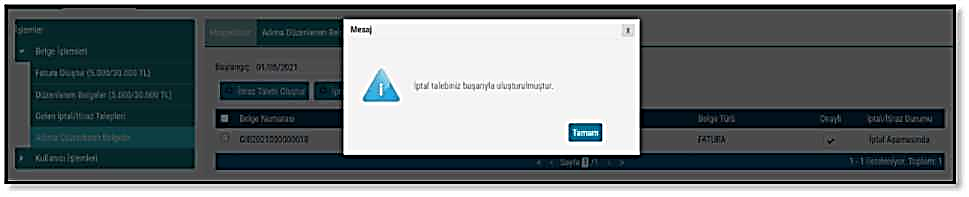 İşlemler
Belge İşlemleri
Fatura Oluştur (5.000/30.000 TL)
Düzenlenen Belgeler (5.000/30.000 TL)
Gelen İptal/İtiraz Talepleri
Adıma Düzenlenen Belgeler
Kullanıcı İşlemleri
Adıma Düzenlenen Bel
Başlangıç: 01/05/2021
İtiraz Talebi Oluştur
Mesaj
x
İptal talebiniz başarıyla oluşturulmuştur.
Tamam
Belge Numarası Belge Türü Onaylı İptal/İtiraz Durumu
FATURA İptal Aşamasında
Sayfa 1 /1
1 - 1 Listeleniyor, Toplam: 1